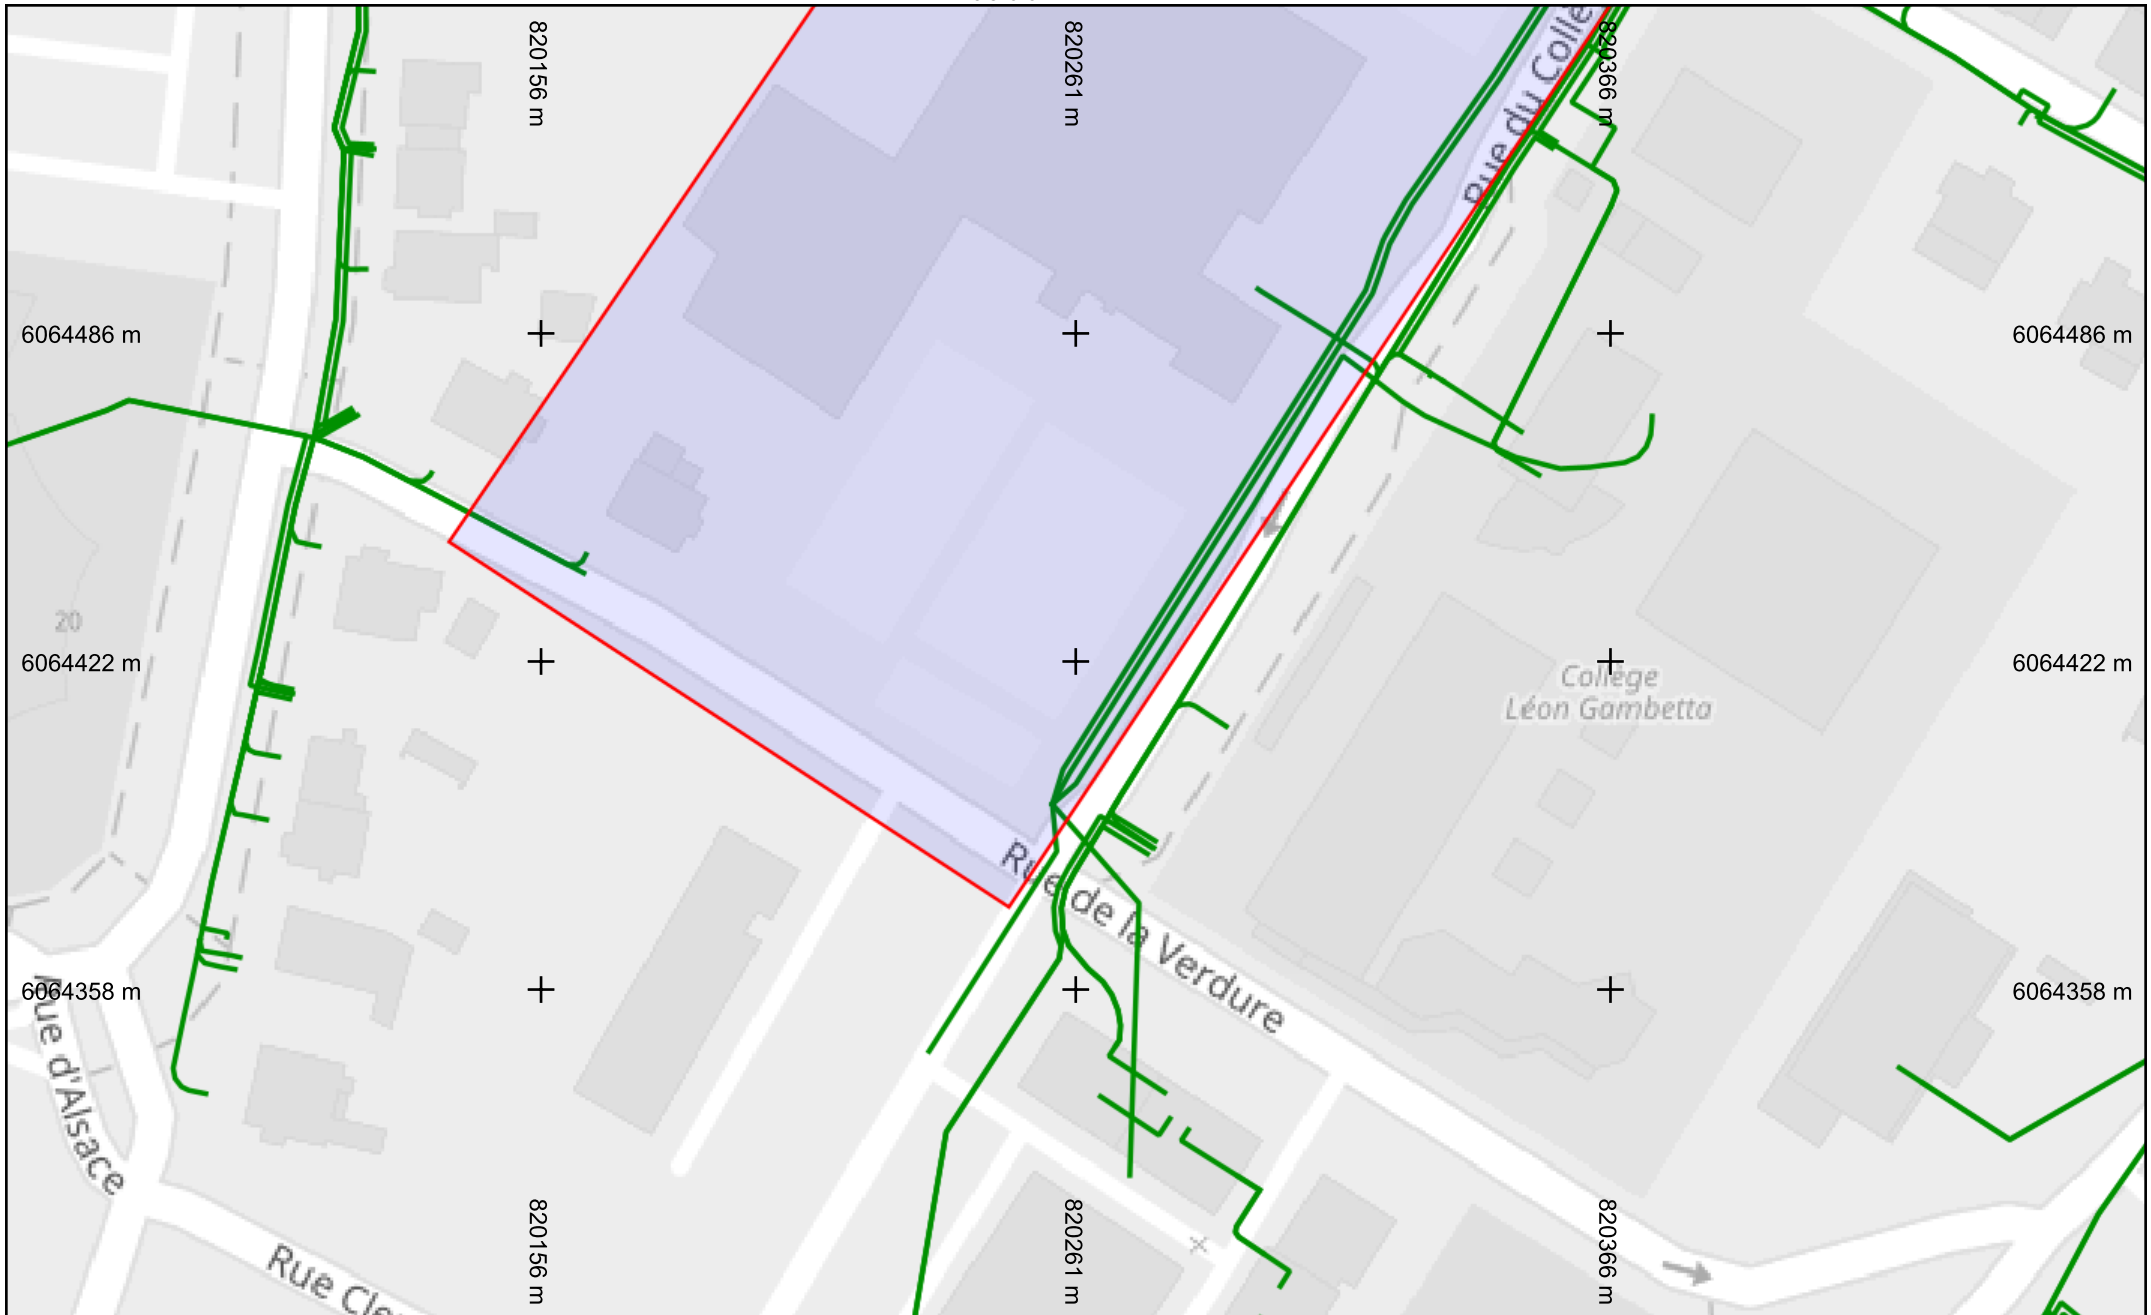 820156 m
820261 m
820366 m
Rue du Collè
6064486 m
6064486 m
20
6064422 m
6064422 m
Collège
Léon Gambetta
Rue de la Verdure
6064358 m
6064358 m
Rue d'Alsace
820156 m
820261 m
820366 m
Rue Cle